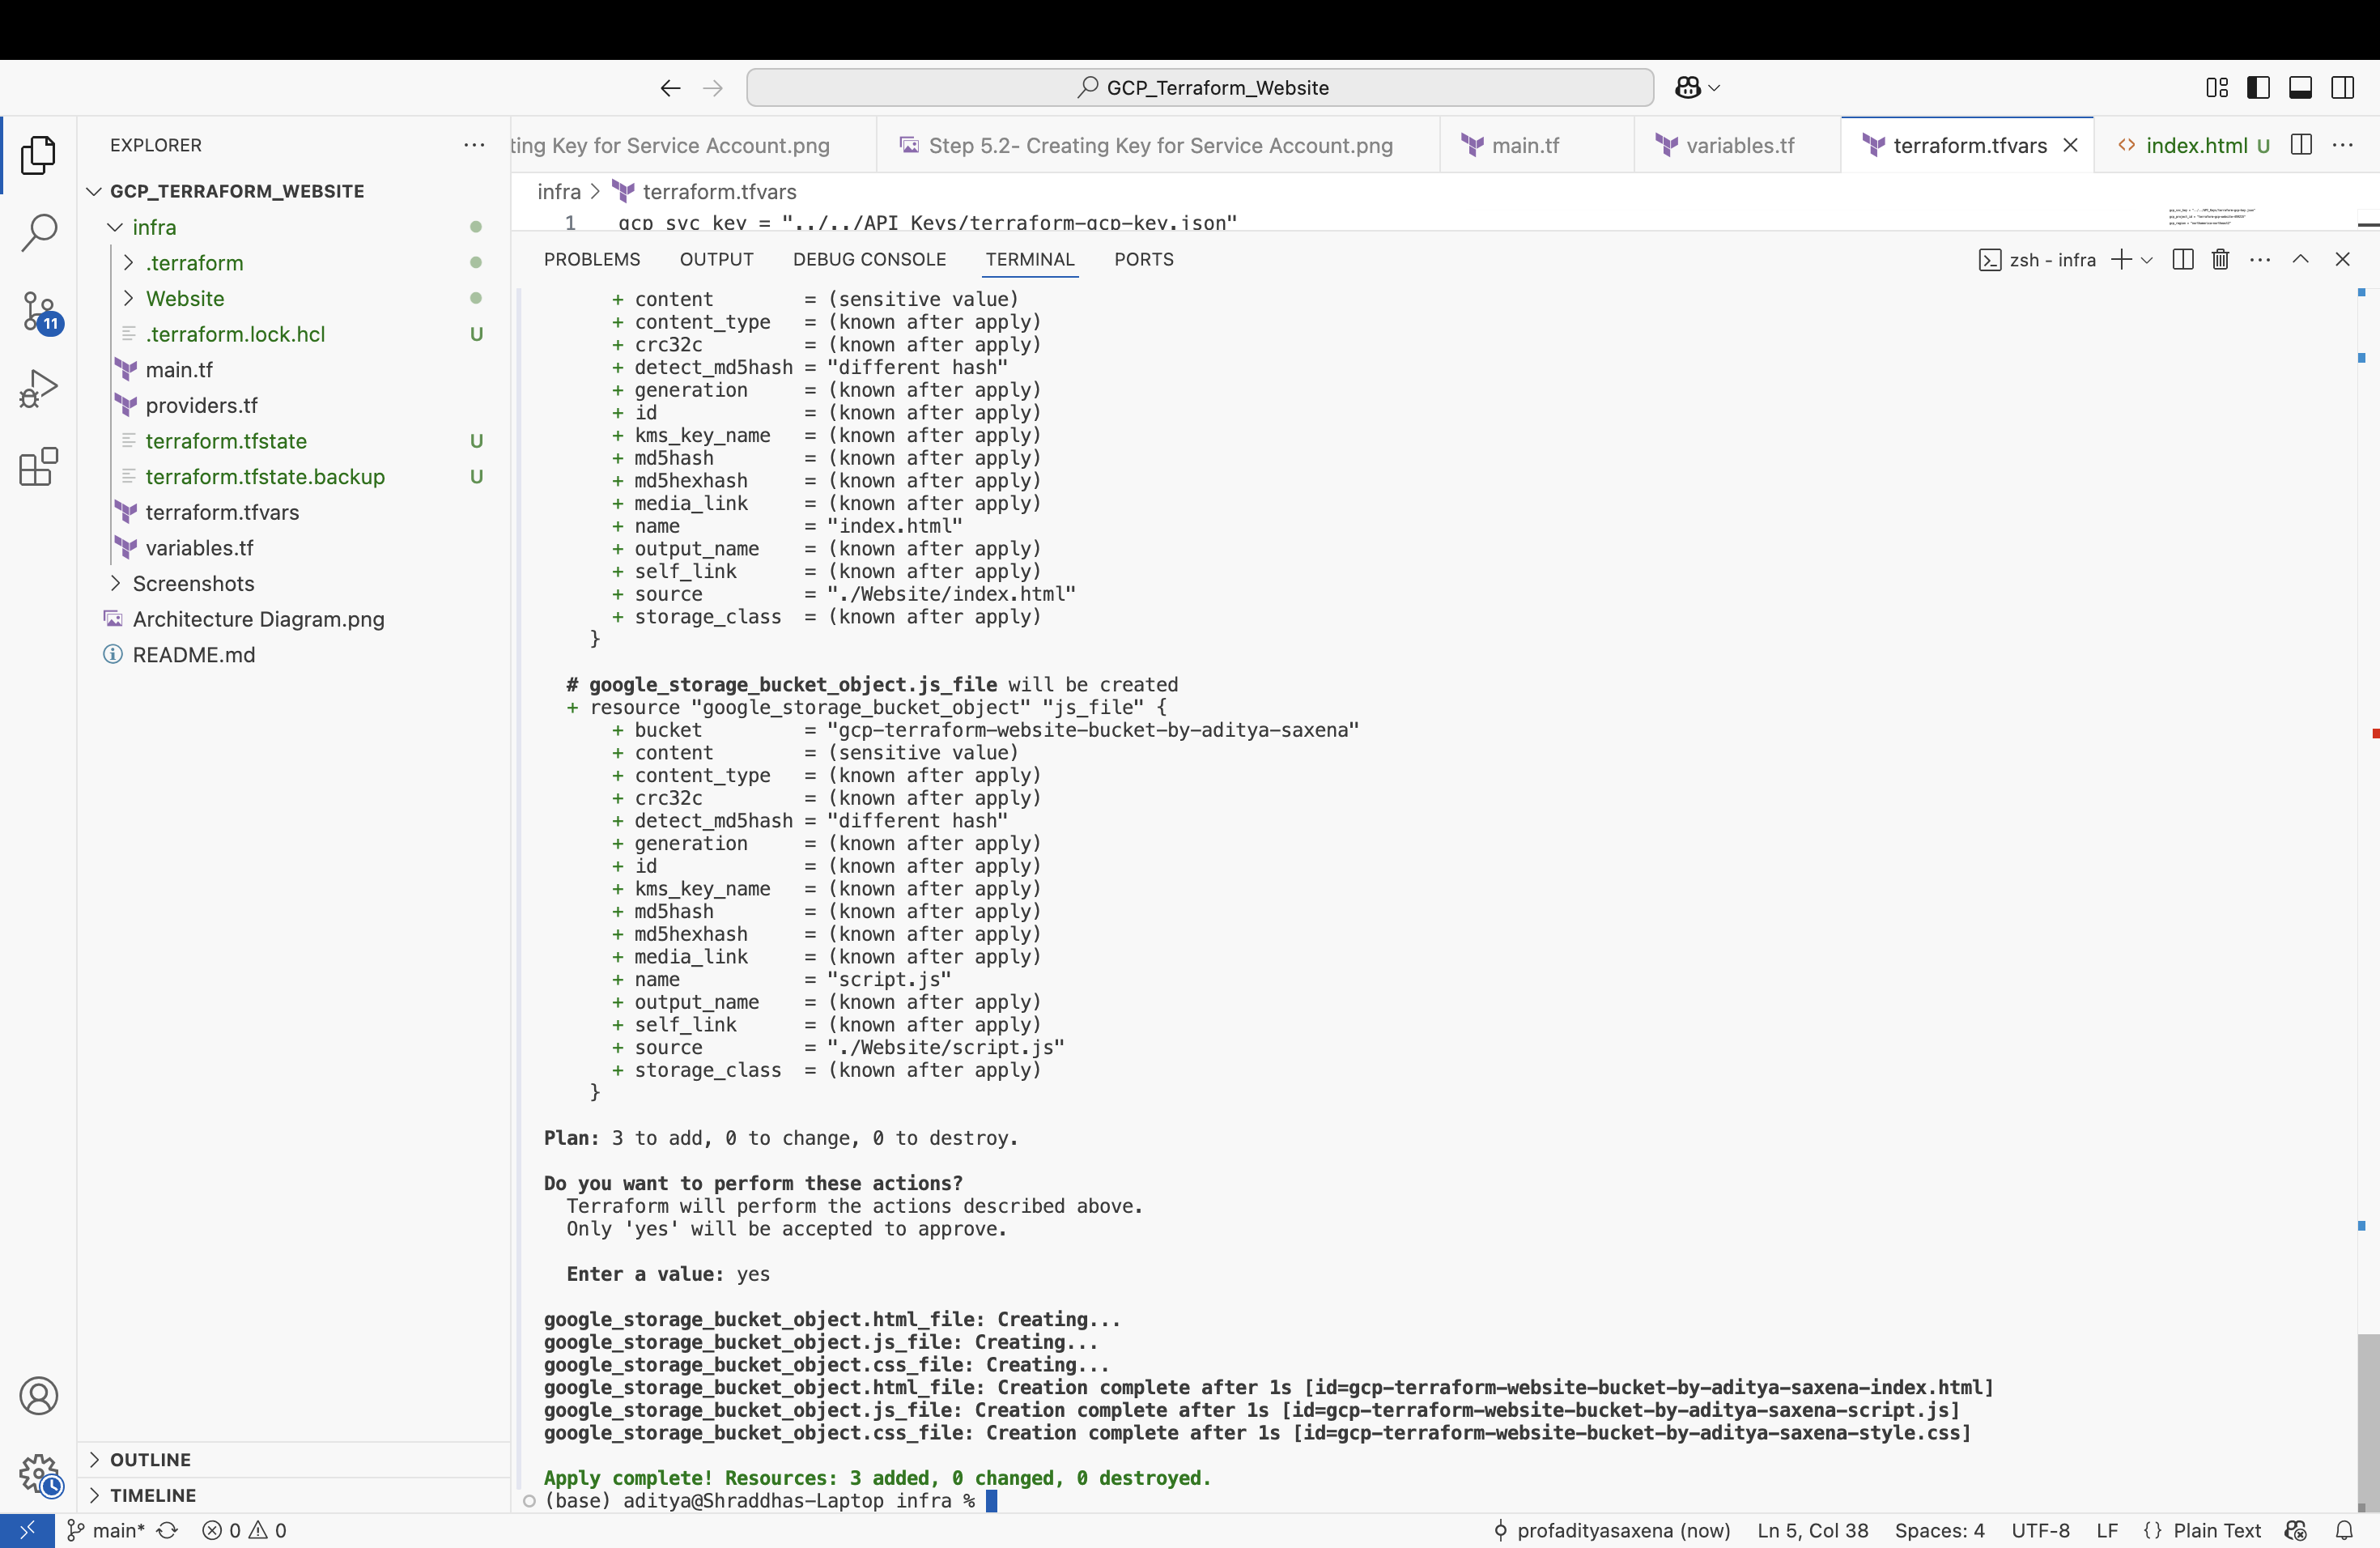 GCP_Terraform_Website
EXPLORER
GCP_TERRAFORM_WEBSITE
infra
.terraform
Website
.terraform.lock.hcl U
main.tf
providers.tf
terraform.tfstate U
terraform.tfstate.backup U
terraform.tfvars
variables.tf
Screenshots
Architecture Diagram.png
README.md
OUTLINE
TIMELINE
11
ting Key for Service Account.png
Step 5.2- Creating Key for Service Account.png
main.tf
variables.tf
terraform.tfvars
index.html U
infra > terraform.tfvars
1 gcp_svc_key = "../../API Keys/terraform-gcp-key.json"
PROBLEMS OUTPUT DEBUG CONSOLE TERMINAL PORTS
zsh - infra
+ content = (sensitive value)
+ content_type = (known after apply)
+ crc32c = (known after apply)
+ detect_md5hash = "different hash"
+ generation = (known after apply)
+ id = (known after apply)
+ kms_key_name = (known after apply)
+ md5hash = (known after apply)
+ md5hexhash = (known after apply)
+ media_link = (known after apply)
+ name = "index.html"
+ output_name = (known after apply)
+ self_link = (known after apply)
+ source = "./Website/index.html"
+ storage_class = (known after apply)
}
# google_storage_bucket_object.js_file will be created
+ resource "google_storage_bucket_object" "js_file" {
+ bucket = "gcp-terraform-website-bucket-by-aditya-saxena"
+ content = (sensitive value)
+ content_type = (known after apply)
+ crc32c = (known after apply)
+ detect_md5hash = "different hash"
+ generation = (known after apply)
+ id = (known after apply)
+ kms_key_name = (known after apply)
+ md5hash = (known after apply)
+ md5hexhash = (known after apply)
+ media_link = (known after apply)
+ name = "script.js"
+ output_name = (known after apply)
+ self_link = (known after apply)
+ source = "./Website/script.js"
+ storage_class = (known after apply)
}
Plan: 3 to add, 0 to change, 0 to destroy.
Do you want to perform these actions?
Terraform will perform the actions described above.
Only 'yes' will be accepted to approve.
Enter a value: yes
google_storage_bucket_object.html_file: Creating...
google_storage_bucket_object.js_file: Creating...
google_storage_bucket_object.css_file: Creating...
google_storage_bucket_object.html_file: Creation complete after 1s [id=gcp-terraform-website-bucket-by-aditya-saxena-index.html]
google_storage_bucket_object.js_file: Creation complete after 1s [id=gcp-terraform-website-bucket-by-aditya-saxena-script.js]
google_storage_bucket_object.css_file: Creation complete after 1s [id=gcp-terraform-website-bucket-by-aditya-saxena-style.css]
Apply complete! Resources: 3 added, 0 changed, 0 destroyed.
(base) aditya@Shraddhas-Laptop infra %
main* 0 0 profadityasaxena (now) Ln 5, Col 38 Spaces: 4 UTF-8 LF {} Plain Text